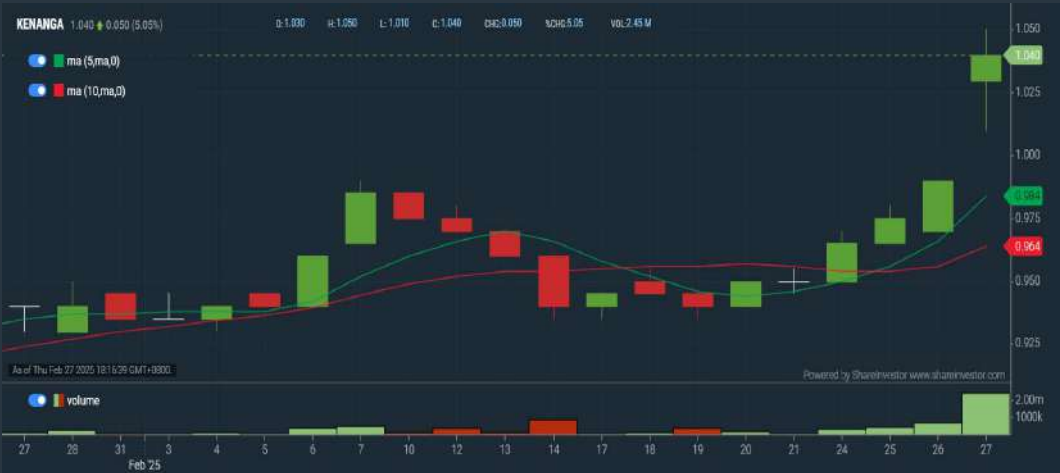 KENANGA 1.040 0.050 (5.05%) O:1.030 H:1.050 L:1.010 C:1.040 CHG:0.050 %CHG:5.05 VOL:2.45 M
ma (5,ma,0)
ma (10,ma,0)
1.050
1.040
1.025
1.000
0.984
0.975
0.964
0.950
0.925
As of Thu Feb 27 2025 18:16:39 GMT+0800.
Powered by ShareInvestor www.shareinvestor.com
volume
2.00m
1000k
27 28 31 3 4 5 6 7 10 12 13 14 17 18 19 20 21 24 25 26 27
Feb '25